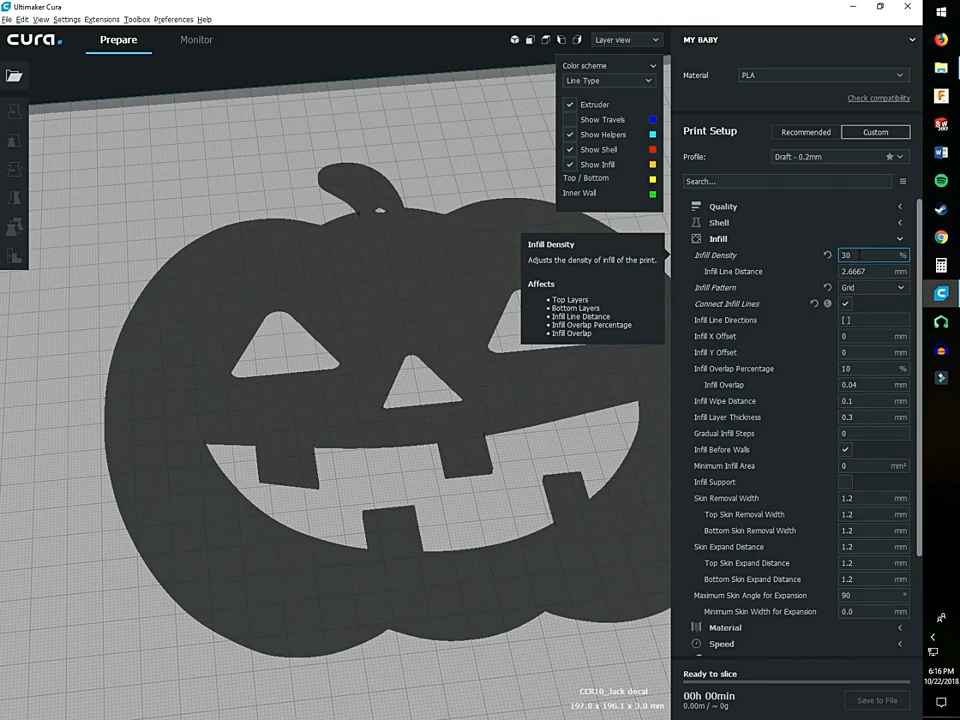 Ultimaker Cura
File Edit View Settings Extensions Toolbox Preferences Help
cura.
Prepare
Monitor
Layer view
Color scheme
Line Type
Extruder
Show Travels
Show Helpers
Show Shell
Show Infill
Top / Bottom
Inner Wall
Infill Density
Adjusts the density of infill of the print.
Affects
• Top Layers
• Bottom Layers
• Infill Line Distance
• Infill Overlap Percentage
• Infill Overlap
CCR10_Jack decal
197.0 x 196.1 x 3.0 mm
MY BABY
Material PLA
Check compatibility
Print Setup Recommended Custom
Profile: Draft - 0.2mm
Search...
Quality
Shell
Infill
Infill Density 30 %
Infill Line Distance 2.6667 mm
Infill Pattern Grid
Connect Infill Lines
Infill Line Directions [ ]
Infill X Offset 0 mm
Infill Y Offset 0 mm
Infill Overlap Percentage 10 %
Infill Overlap 0.04 mm
Infill Wipe Distance 0.1 mm
Infill Layer Thickness 0.3 mm
Gradual Infill Steps 0
Infill Before Walls
Minimum Infill Area 0 mm²
Infill Support
Skin Removal Width 1.2 mm
Top Skin Removal Width 1.2 mm
Bottom Skin Removal Width 1.2 mm
Skin Expand Distance 1.2 mm
Top Skin Expand Distance 1.2 mm
Bottom Skin Expand Distance 1.2 mm
Maximum Skin Angle for Expansion 90 °
Minimum Skin Width for Expansion 0.0 mm
Material
Speed
Ready to slice
00h 00min
0.00m / ~ 0g
Save to File
6:16 PM
10/22/2018